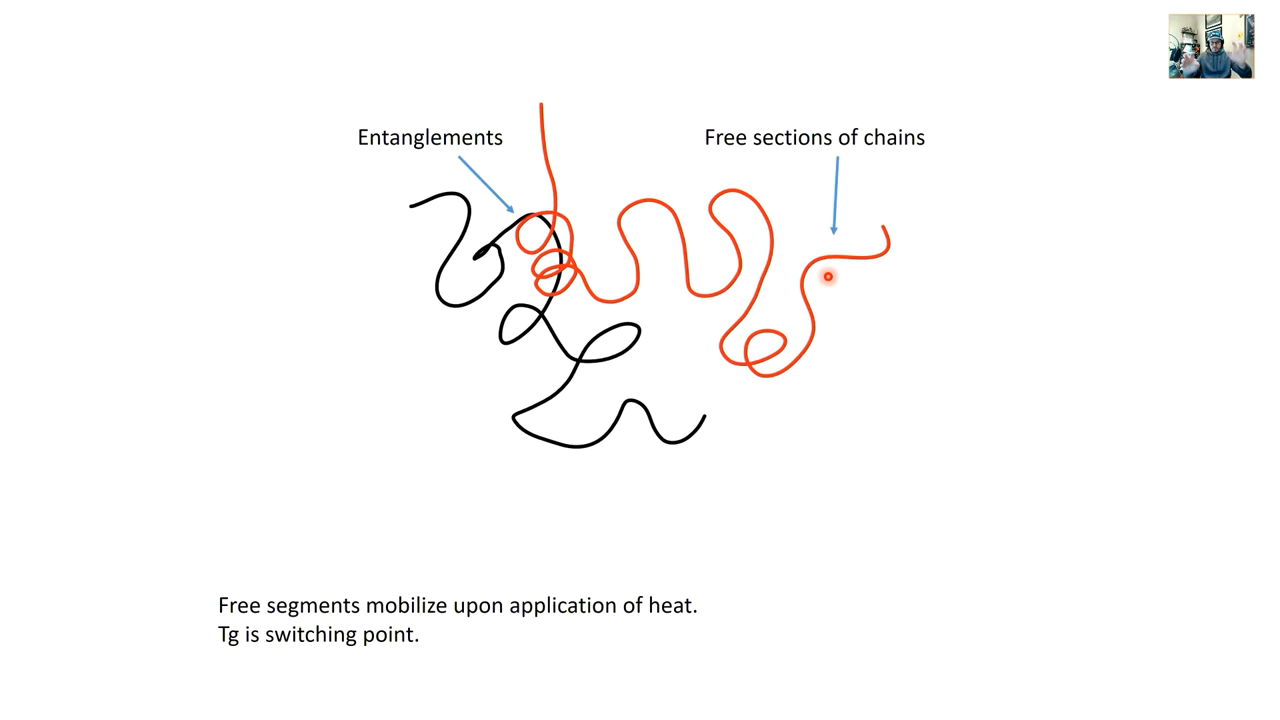 Entanglements
Free sections of chains
Free segments mobilize upon application of heat.
Tg is switching point.